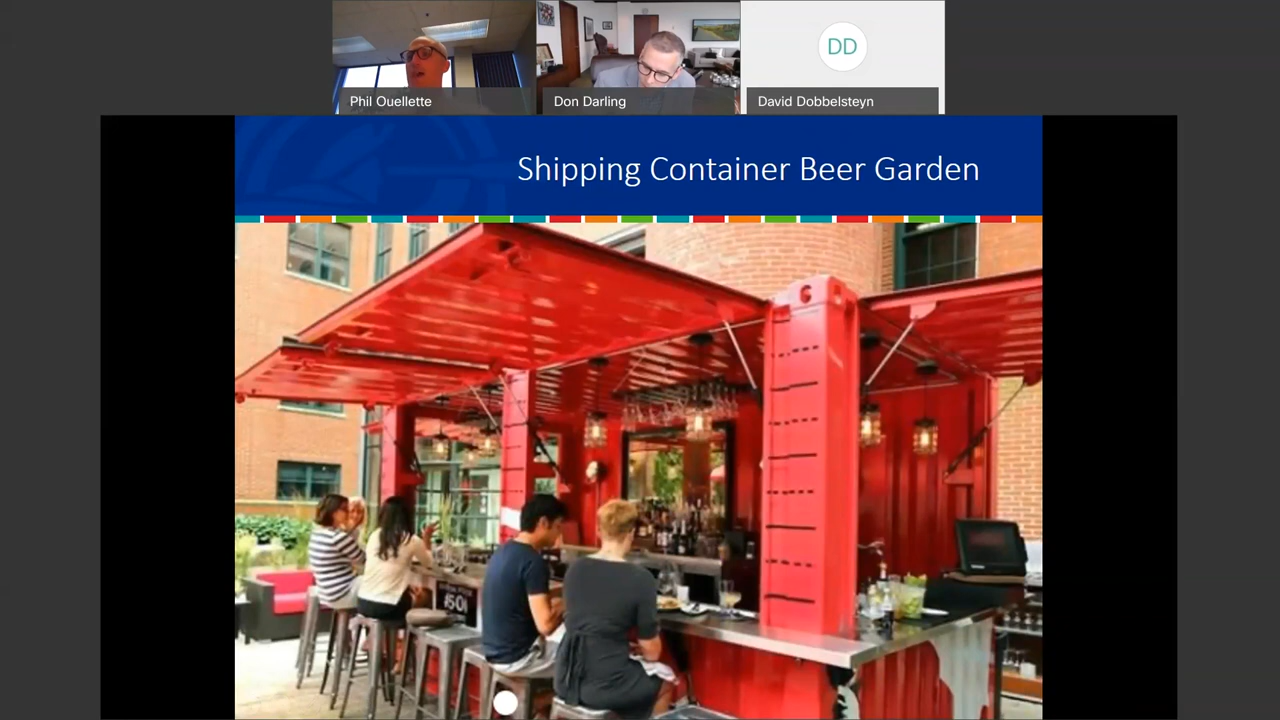 Phil Ouellette
Don Darling
DD
David Dobbelsteyn
Shipping Container Beer Garden